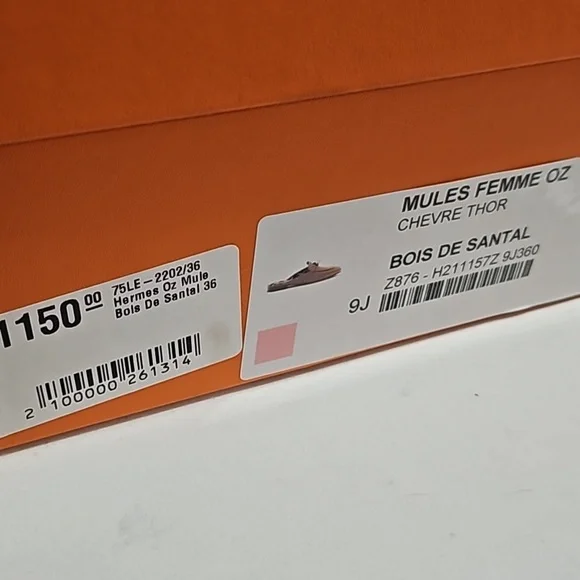 1150 00
75LE-2202/36
Hermes Oz Mule
Bois De Santal 36
2 100000 261314
MULES FEMME OZ
CHEVRE THOR
BOIS DE SANTAL
Z876 - H211157Z 9J360
9J